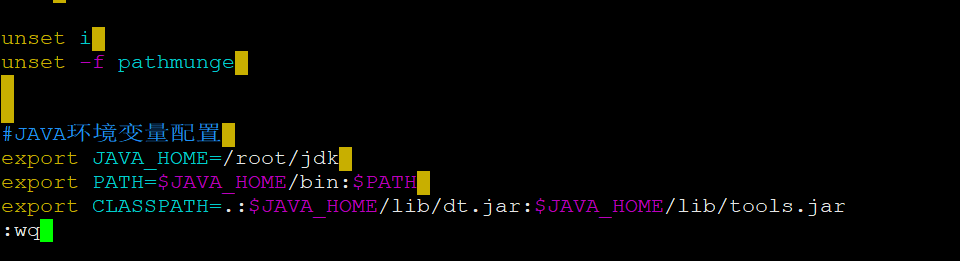 unset i
unset -f pathmunge
#JAVA环境变量配置
export JAVA_HOME=/root/jdk
export PATH=$JAVA_HOME/bin:$PATH
export CLASSPATH=.:$JAVA_HOME/lib/dt.jar:$JAVA_HOME/lib/tools.jar
:wq